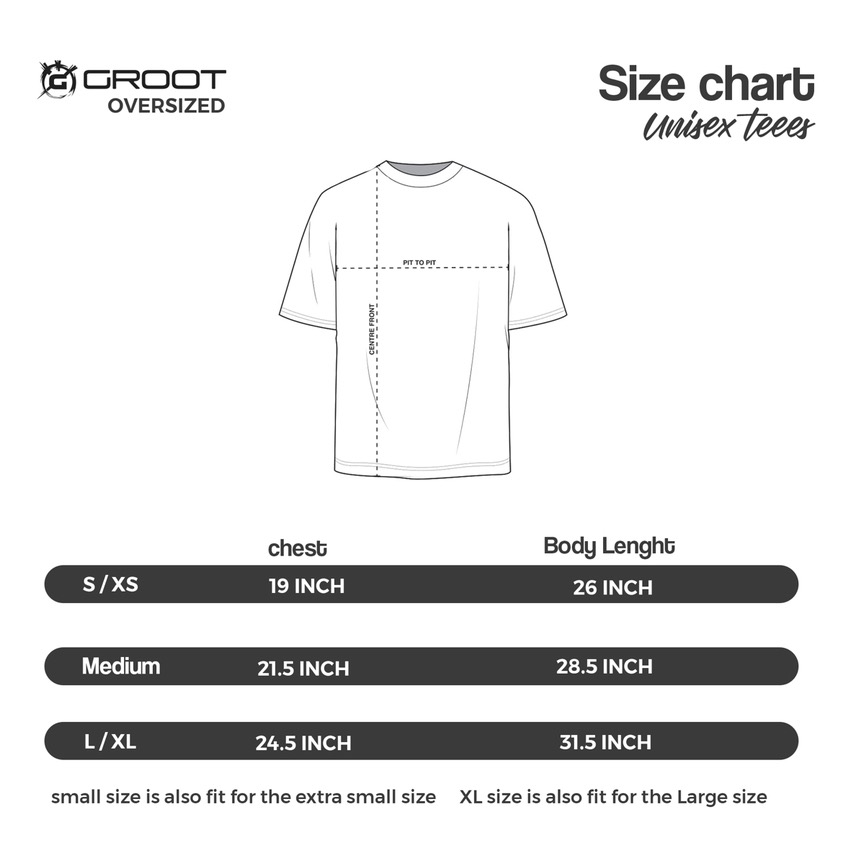 G GROOT
OVERSIZED
Size chart
Unisex teees
PIT TO PIT
CENTRE FRONT
chest Body Lenght
S / XS 19 INCH 26 INCH
Medium 21.5 INCH 28.5 INCH
L / XL 24.5 INCH 31.5 INCH
small size is also fit for the extra small size XL size is also fit for the Large size